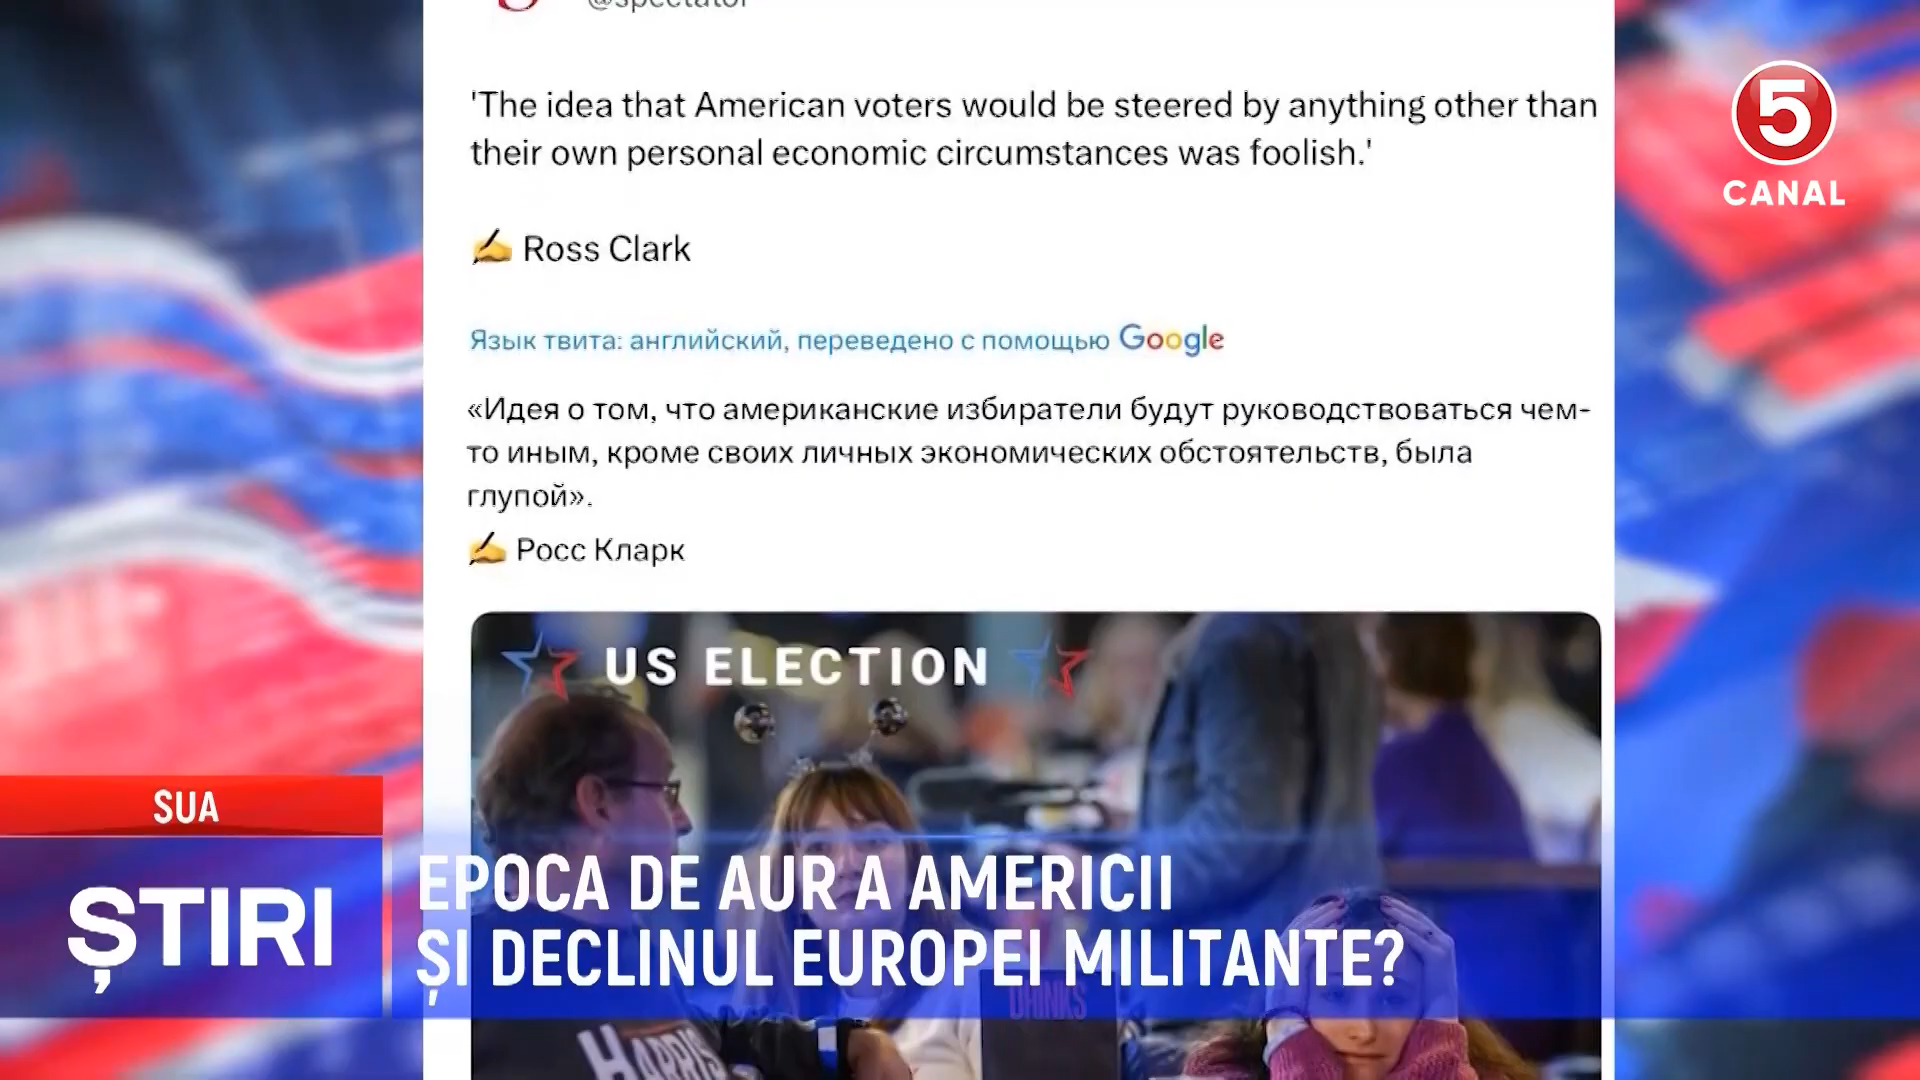 @spectator
'The idea that American voters would be steered by anything other than
their own personal economic circumstances was foolish.'
✍️ Ross Clark
Язык твита: английский, переведено с помощью Google
«Идея о том, что американские избиратели будут руководствоваться чем-
то иным, кроме своих личных экономических обстоятельств, была
глупой».
✍️ Росс Кларк
5
CANAL
US ELECTION
SUA
ȘTIRI
EPOCA DE AUR A AMERICII
ȘI DECLINUL EUROPEI MILITANTE?
DRINKS
HARRIS